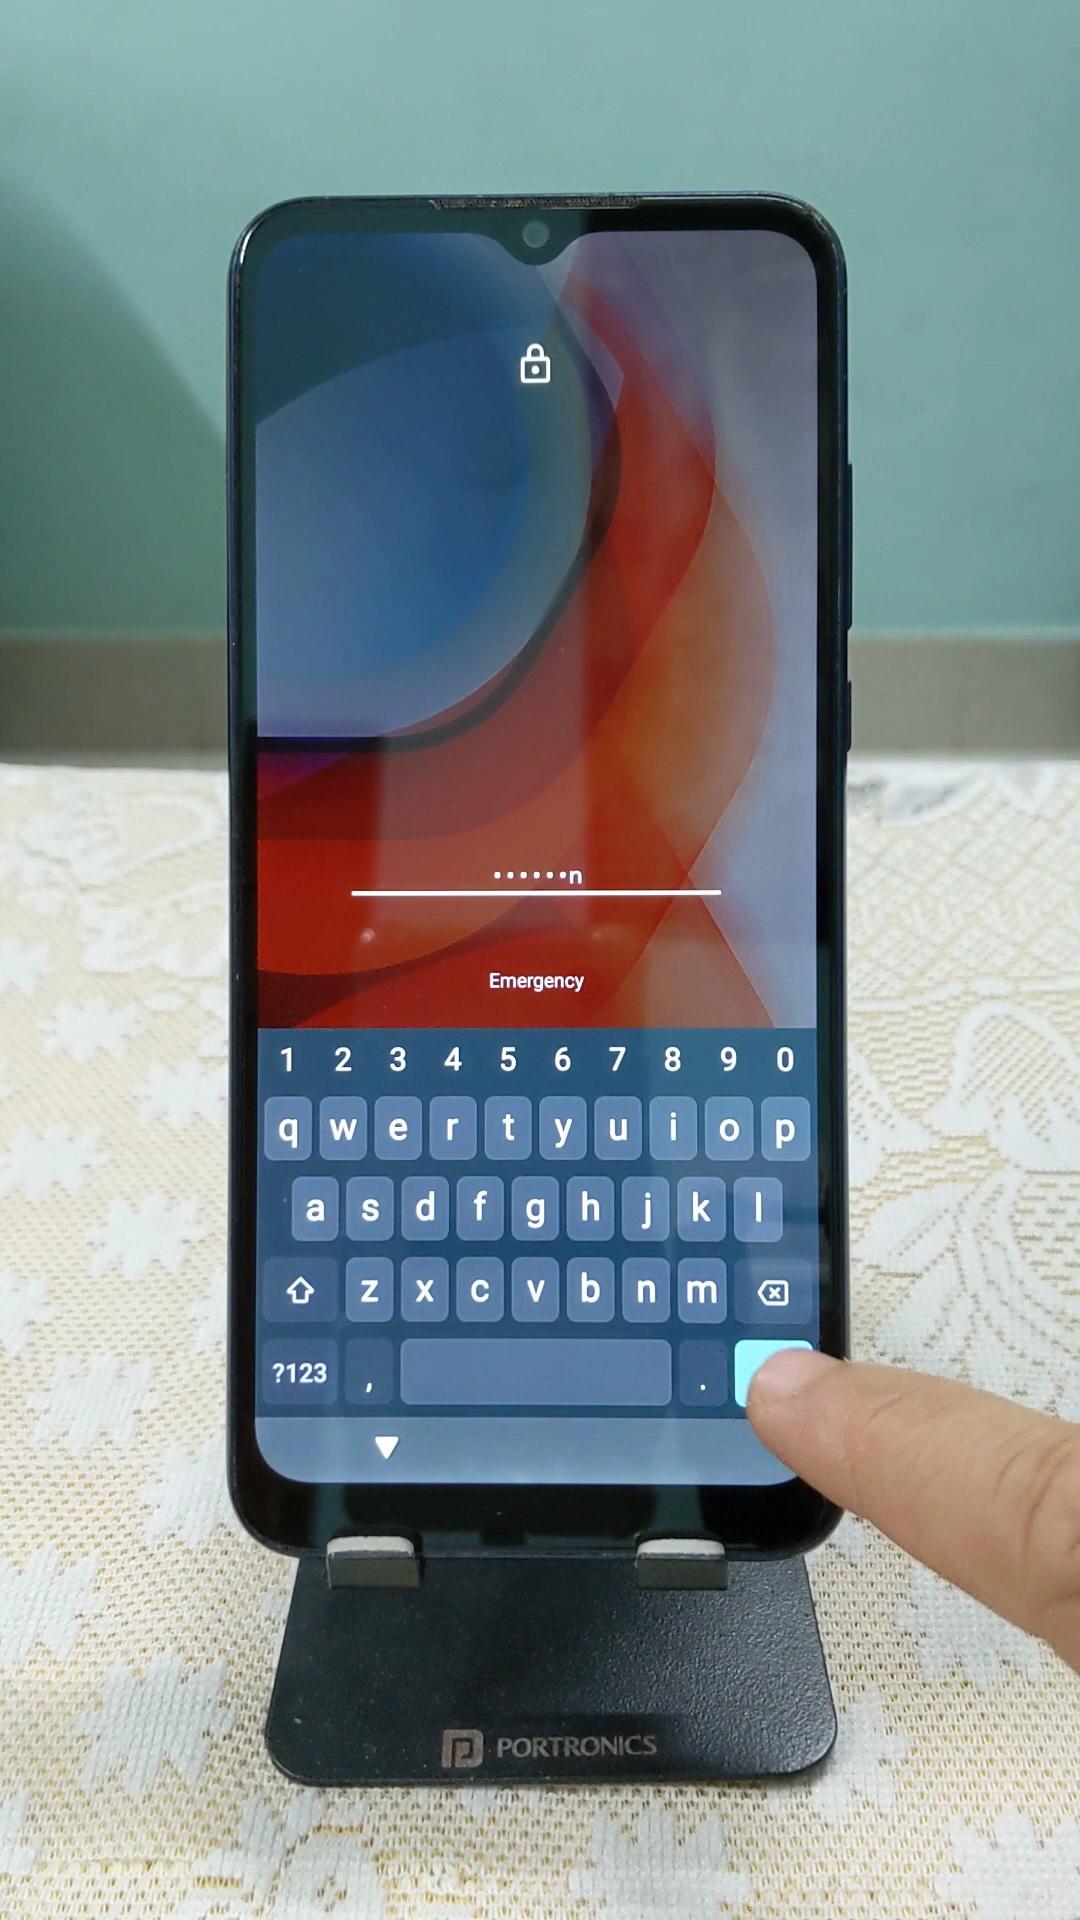 ••••••n
Emergency
1 2 3 4 5 6 7 8 9 0
q w e r t y u i o p
a s d f g h j k l
z x c v b n m
?123 , .
PORTRONICS